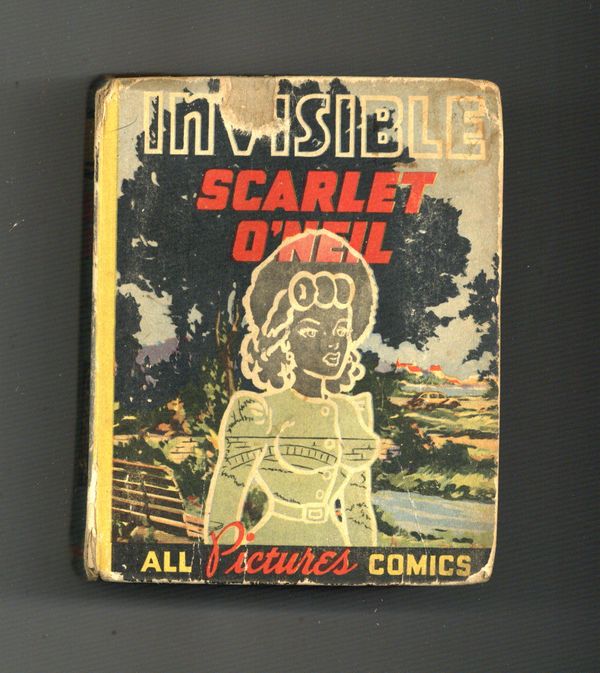 INVISIBLE
SCARLET
O'NEIL
ALL Pictures COMICS